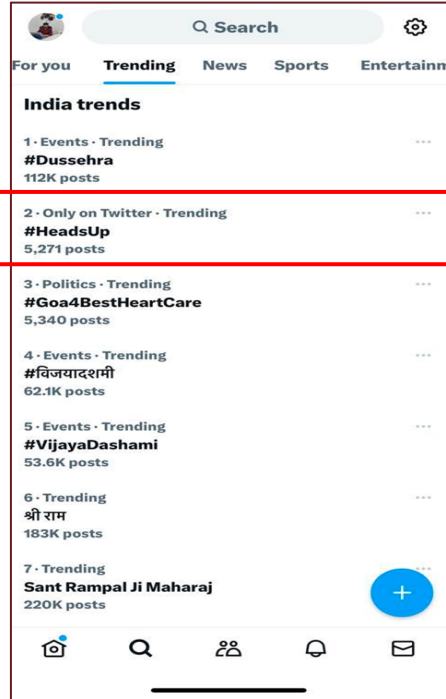 Search
For you Trending News Sports Entertainm
India trends
1 · Events · Trending
#Dussehra
112K posts
2 · Only on Twitter · Trending
#HeadsUp
5,271 posts
3 · Politics · Trending
#Goa4BestHeartCare
5,340 posts
4 · Events · Trending
#विजयादशमी
62.1K posts
5 · Events · Trending
#VijayaDashami
53.6K posts
6 · Trending
श्री राम
183K posts
7 · Trending
Sant Rampal Ji Maharaj
220K posts